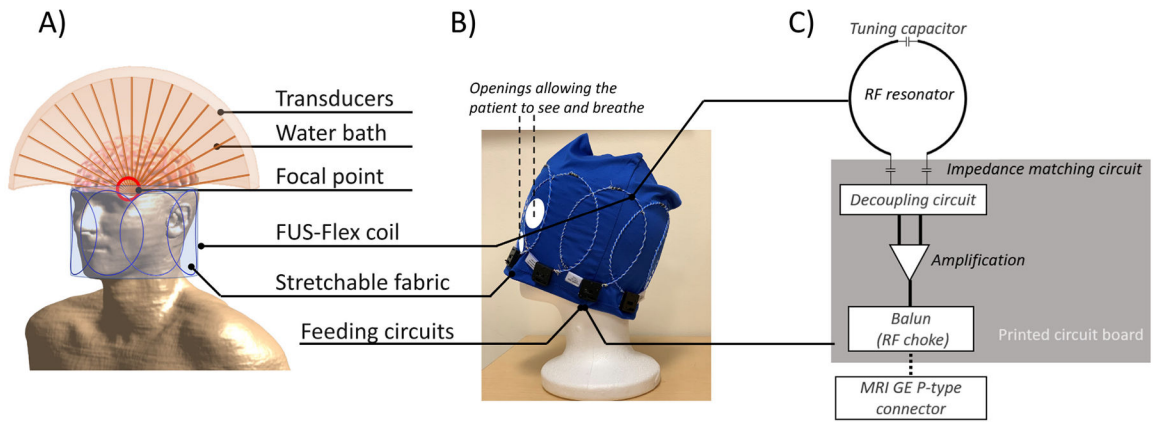 A)
Transducers
Water bath
Focal point
FUS-Flex coil
Stretchable fabric
Feeding circuits
B)
Openings allowing the
patient to see and breathe
C)
Tuning capacitor
RF resonator
Impedance matching circuit
Decoupling circuit
Amplification
Balun
(RF choke)
Printed circuit board
MRI GE P-type
connector